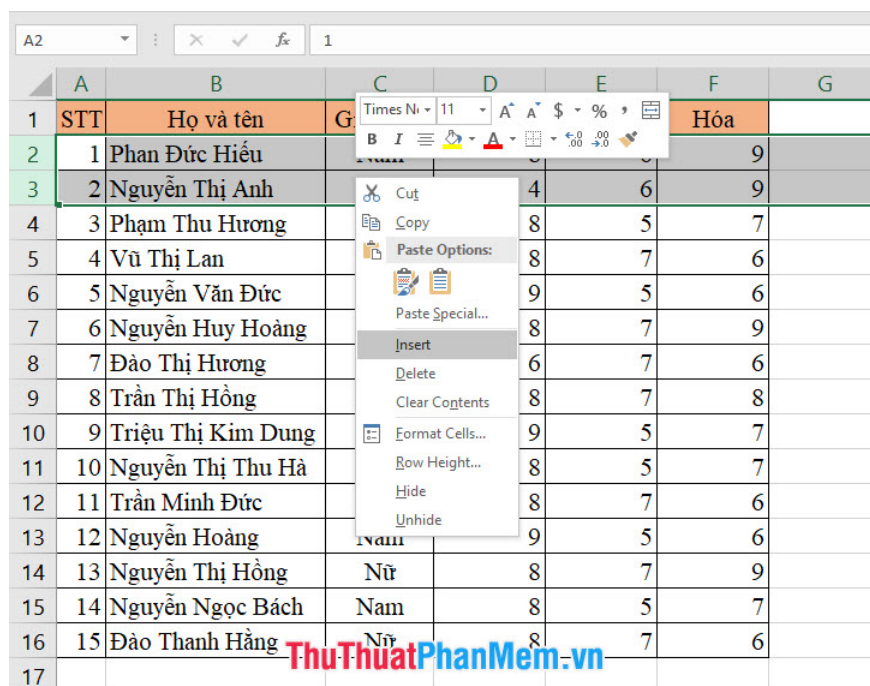 A2 fx 1
A B C D E F G
Times Ne 11 A A $ % ,
B I A .00 .00
1 STT Họ và tên Hóa
2 1 Phan Đức Hiếu 9
3 2 Nguyễn Thị Anh 4 6 9
4 3 Phạm Thu Hương 8 5 7
5 4 Vũ Thị Lan 8 7 6
6 5 Nguyễn Văn Đức 9 5 6
7 6 Nguyễn Huy Hoàng 8 7 9
8 7 Đào Thị Hương 6 7 6
9 8 Trần Thị Hồng 8 7 8
10 9 Triệu Thị Kim Dung 9 5 7
11 10 Nguyễn Thị Thu Hà 8 5 7
12 11 Trần Minh Đức 8 7 6
13 12 Nguyễn Hoàng Nam 9 5 6
14 13 Nguyễn Thị Hồng Nữ 8 7 9
15 14 Nguyễn Ngọc Bách Nam 8 5 7
16 15 Đào Thanh Hằng Nữ 8 7 6
17
Cut
Copy
Paste Options:
Paste Special...
Insert
Delete
Clear Contents
Format Cells...
Row Height...
Hide
Unhide
ThuThuatPhanMem.vn